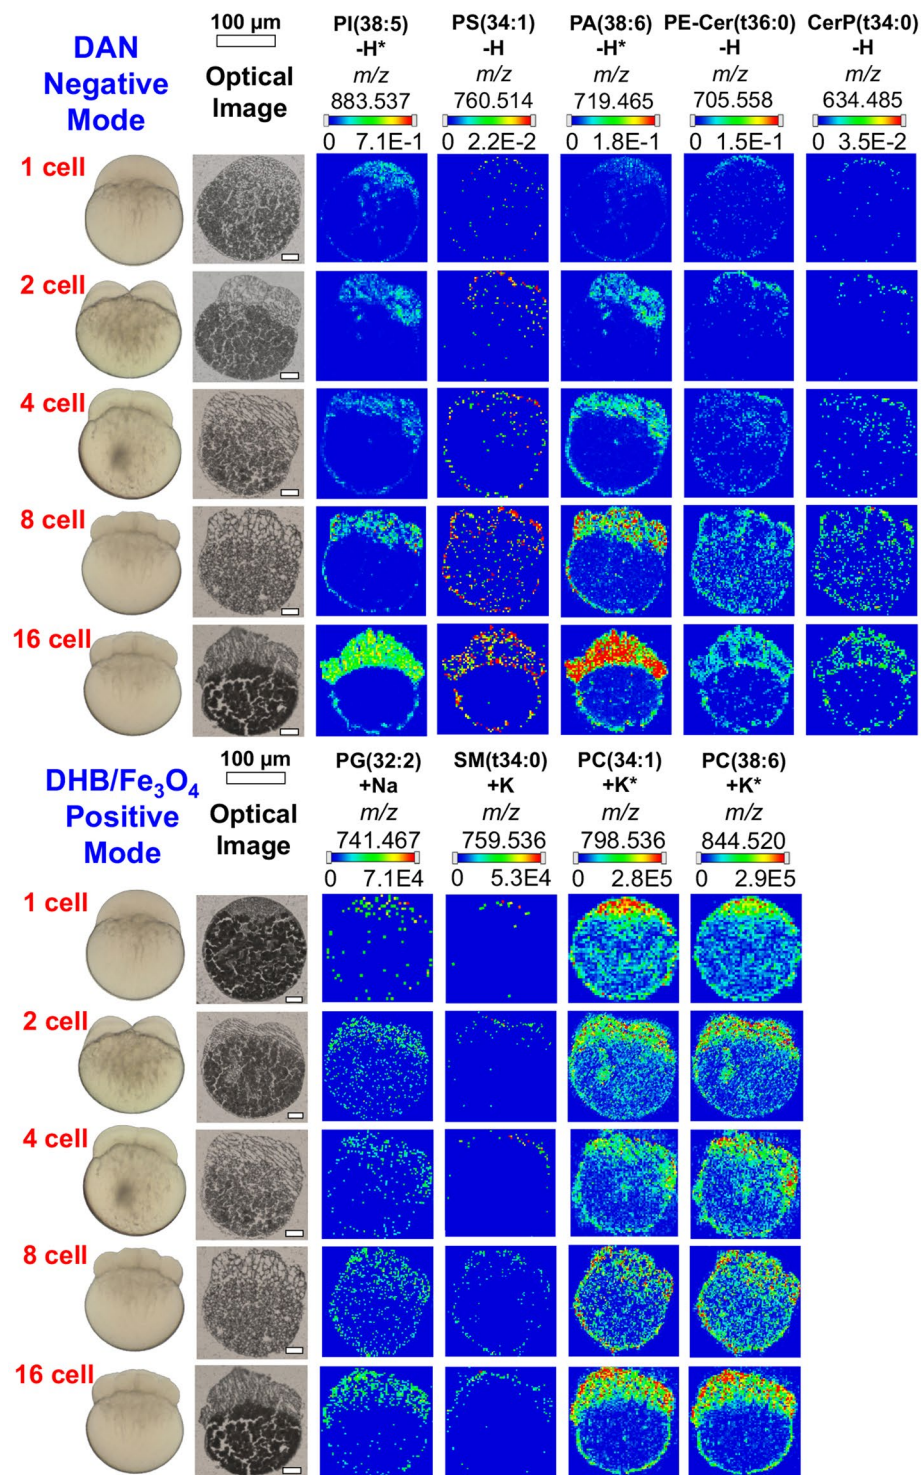 DAN
Negative
Mode
100 µm
Optical
Image
PI(38:5)
-H*
m/z
883.537
0 7.1E-1
PS(34:1)
-H
m/z
760.514
0 2.2E-2
PA(38:6)
-H*
m/z
719.465
0 1.8E-1
PE-Cer(t36:0)
-H
m/z
705.558
0 1.5E-1
CerP(t34:0)
-H
m/z
634.485
0 3.5E-2
1 cell
2 cell
4 cell
8 cell
16 cell
DHB/Fe₃O₄
Positive
Mode
100 µm
Optical
Image
PG(32:2)
+Na
m/z
741.467
0 7.1E4
SM(t34:0)
+K
m/z
759.536
0 5.3E4
PC(34:1)
+K*
m/z
798.536
0 2.8E5
PC(38:6)
+K*
m/z
844.520
0 2.9E5
1 cell
2 cell
4 cell
8 cell
16 cell